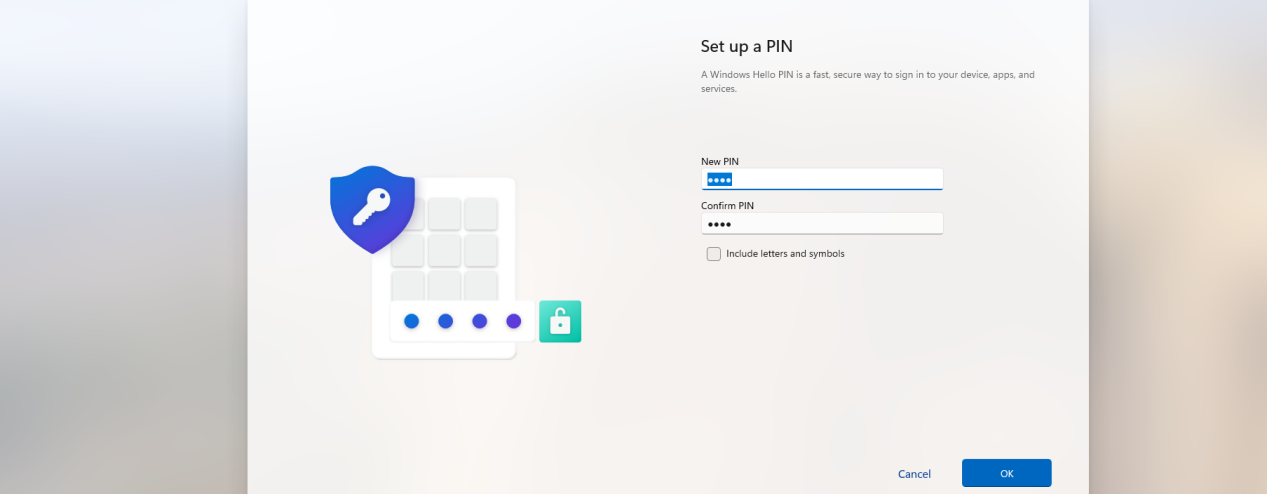 Set up a PIN
A Windows Hello PIN is a fast, secure way to sign in to your device, apps, and
services.
New PIN
••••
Confirm PIN
••••
Include letters and symbols
Cancel
OK